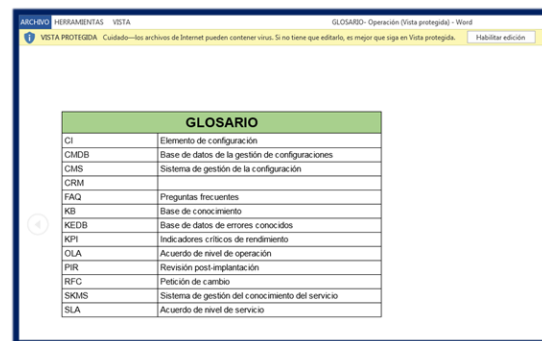 ARCHIVO HERRAMIENTAS VISTA GLOSARIO- Operación (Vista protegida) - Word
VISTA PROTEGIDA Cuidado—los archivos de Internet pueden contener virus. Si no tiene que editarlo, es mejor que siga en Vista protegida. Habilitar edición
GLOSARIO
CI Elemento de configuración
CMDB Base de datos de la gestión de configuraciones
CMS Sistema de gestión de la configuración
CRM
FAQ Preguntas frecuentes
KB Base de conocimiento
KEDB Base de datos de errores conocidos
KPI Indicadores críticos de rendimiento
OLA Acuerdo de nivel de operación
PIR Revisión post-implantación
RFC Petición de cambio
SKMS Sistema de gestión del conocimiento del servicio
SLA Acuerdo de nivel de servicio